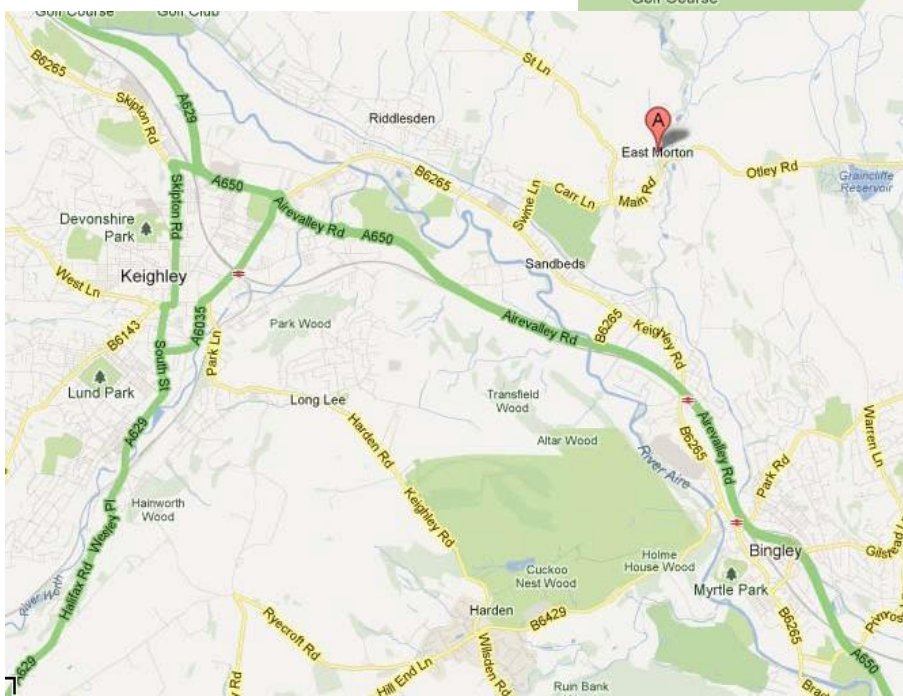 Golf Course
Golf Course
Golf Club
B6265
A629
St Ln
Skipton Rd
Riddlesden
A
East Morton
A650
B6265
Otley Rd
Graincliffe
Reservoir
Skipton Rd
Swine Ln
Carr Ln
Main Rd
Devonshire
Park
Airevalley Rd
A650
Sandbeds
Keighley
West Ln
A6035
Park Wood
Airevalley Rd
B6265
Keighley Rd
B6143
South St
Park Ln
Lund Park
Long Lee
Transfield
Wood
Airevalley Rd
Warren Ln
A629
Harden Rd
Altar Wood
B6265
River Aire
Park Rd
Hainworth
Wood
Keighley Rd
Wesley Pl
Bingley
Gilstead Ln
Holme
House Wood
Cuckoo
Nest Wood
Myrtle Park
River Worth
Halifax Rd
Harden
B6429
B6265
Ryecroft Rd
Wilsden Rd
A650
A629
Hill End Ln
Ruin Bank